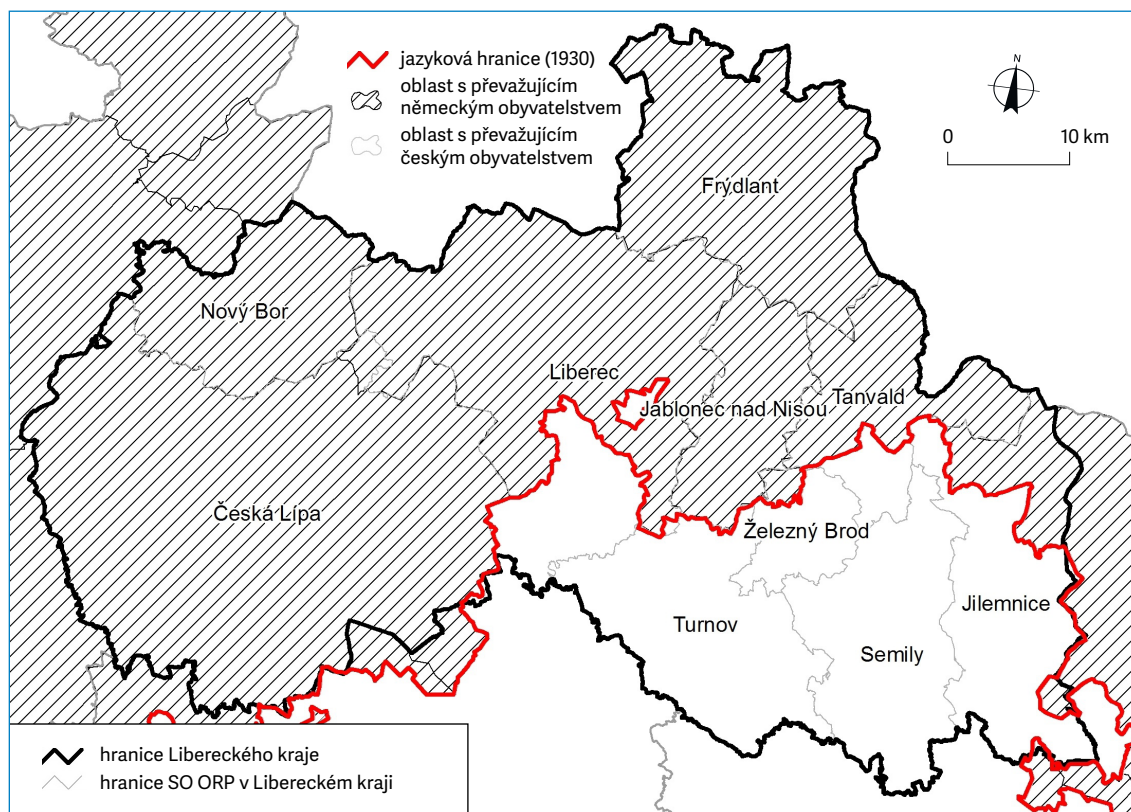 jazyková hranice (1930)
oblast s převažujícím
německým obyvatelstvem
oblast s převažujícím
českým obyvatelstvem
N
0 10 km
Frýdlant
Nový Bor
Liberec
Jablonec nad Nisou
Tanvald
Česká Lípa
Železný Brod
Jilemnice
Turnov
Semily
hranice Libereckého kraje
hranice SO ORP v Libereckém kraji